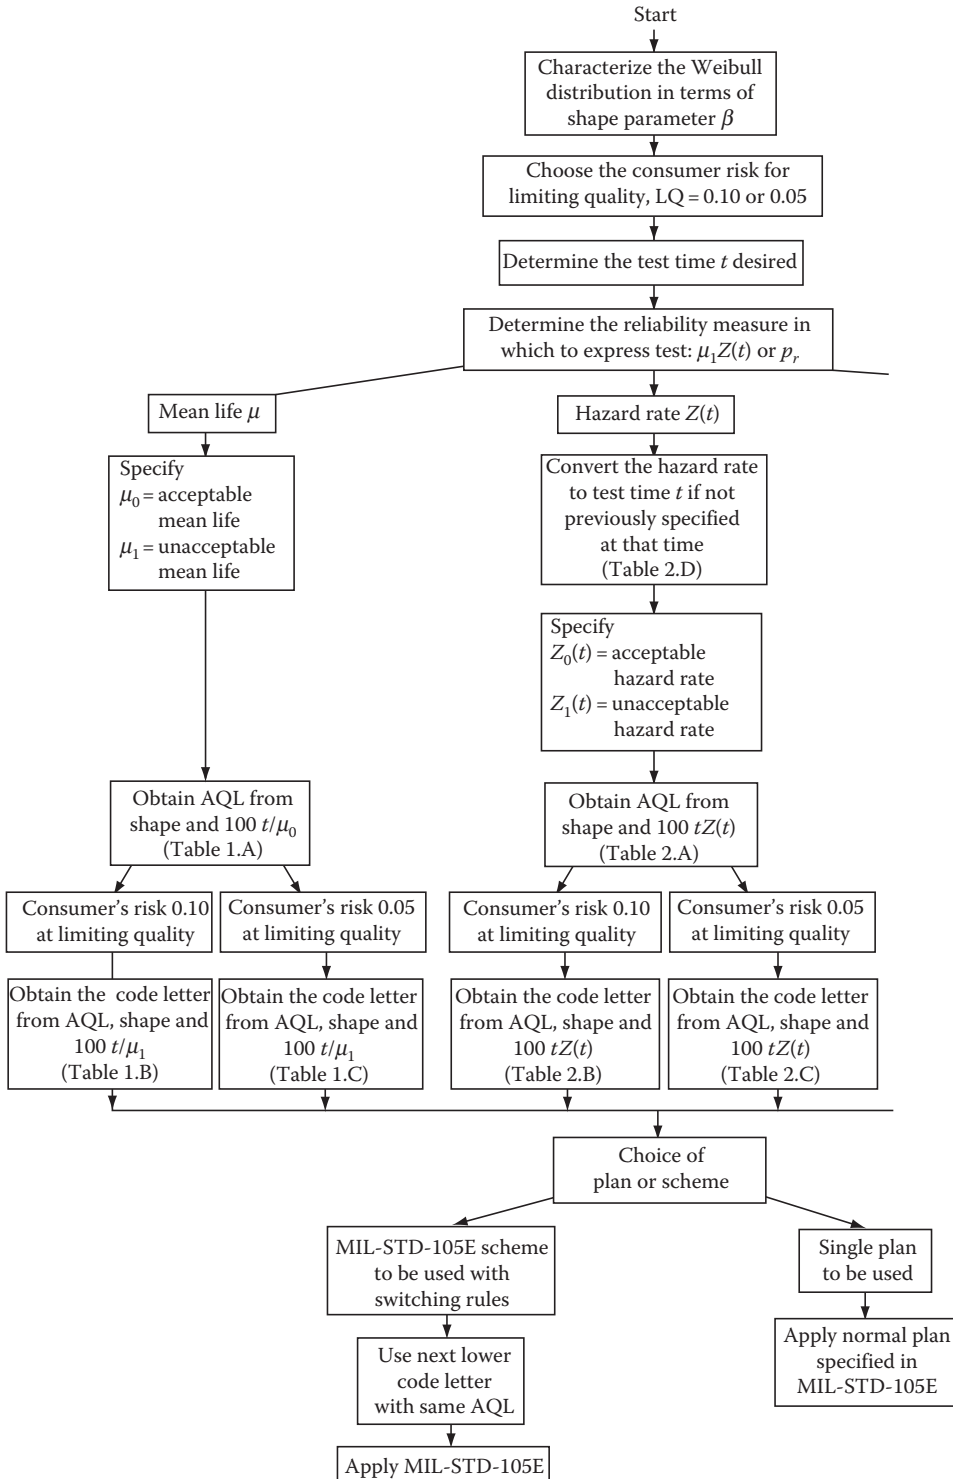 Start
Characterize the Weibull
distribution in terms of
shape parameter β
Choose the consumer risk for
limiting quality, LQ = 0.10 or 0.05
Determine the test time t desired
Determine the reliability measure in
which to express test: μ₁Z(t) or pᵣ
Mean life μ
Specify
μ₀ = acceptable
mean life
μ₁ = unacceptable
mean life
Hazard rate Z(t)
Convert the hazard rate
to test time t if not
previously specified
at that time
(Table 2.D)
Specify
Z₀(t) = acceptable
hazard rate
Z₁(t) = unacceptable
hazard rate
Obtain AQL from
shape and 100 t/μ₀
(Table 1.A)
Obtain AQL from
shape and 100 tZ(t)
(Table 2.A)
Consumer's risk 0.10
at limiting quality
Consumer's risk 0.05
at limiting quality
Consumer's risk 0.10
at limiting quality
Consumer's risk 0.05
at limiting quality
Obtain the code letter
from AQL, shape and
100 t/μ₁
(Table 1.B)
Obtain the code letter
from AQL, shape and
100 t/μ₁
(Table 1.C)
Obtain the code letter
from AQL, shape and
100 tZ(t)
(Table 2.B)
Obtain the code letter
from AQL, shape and
100 tZ(t)
(Table 2.C)
Choice of
plan or scheme
MIL-STD-105E scheme
to be used with
switching rules
Use next lower
code letter
with same AQL
Apply MIL-STD-105E
Single plan
to be used
Apply normal plan
specified in
MIL-STD-105E